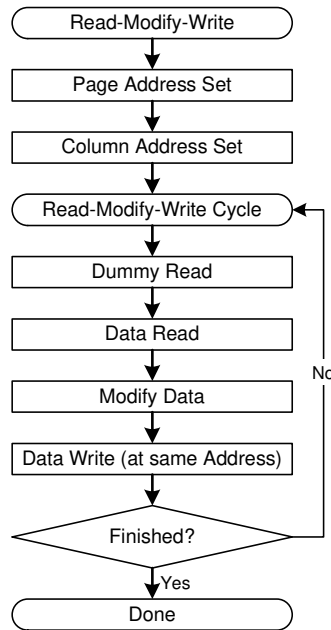 Read-Modify-Write
Page Address Set
Column Address Set
Read-Modify-Write Cycle
Dummy Read
Data Read
No
Modify Data
Data Write (at same Address)
Finished?
Yes
Done